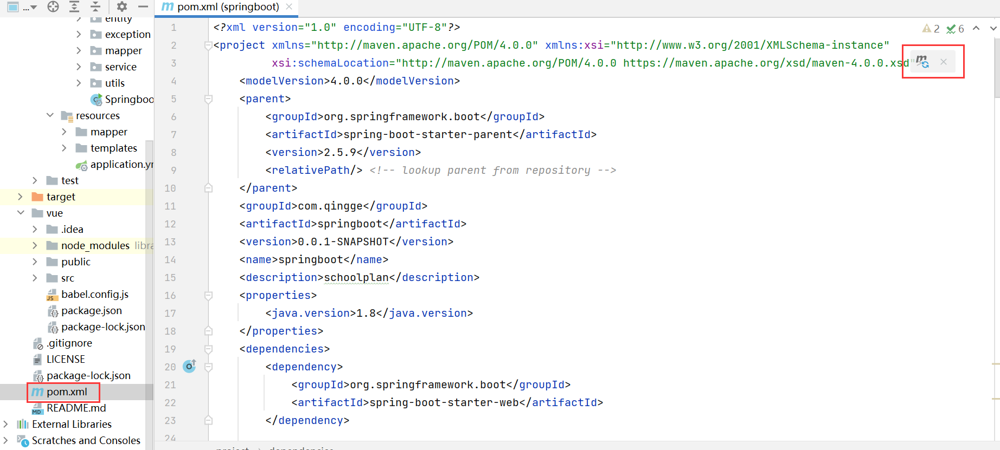 ...
pom.xml (springboot)
entity
exception
mapper
service
utils
Springboo
resources
mapper
templates
application.yr
test
target
vue
.idea
node_modules libra
public
src
babel.config.js
package.json
package-lock.json
.gitignore
LICENSE
package-lock.json
pom.xml
README.md
External Libraries
Scratches and Consoles
2 6
1 <?xml version="1.0" encoding="UTF-8"?>
2 <project xmlns="http://maven.apache.org/POM/4.0.0" xmlns:xsi="http://www.w3.org/2001/XMLSchema-instance"
3 xsi:schemaLocation="http://maven.apache.org/POM/4.0.0 https://maven.apache.org/xsd/maven-4.0.0.xsd">
4 <modelVersion>4.0.0</modelVersion>
5 <parent>
6 <groupId>org.springframework.boot</groupId>
7 <artifactId>spring-boot-starter-parent</artifactId>
8 <version>2.5.9</version>
9 <relativePath/> <!-- lookup parent from repository -->
10 </parent>
11 <groupId>com.qingge</groupId>
12 <artifactId>springboot</artifactId>
13 <version>0.0.1-SNAPSHOT</version>
14 <name>springboot</name>
15 <description>schoolplan</description>
16 <properties>
17 <java.version>1.8</java.version>
18 </properties>
19 <dependencies>
20 <dependency>
21 <groupId>org.springframework.boot</groupId>
22 <artifactId>spring-boot-starter-web</artifactId>
23 </dependency>
24
project › dependencies